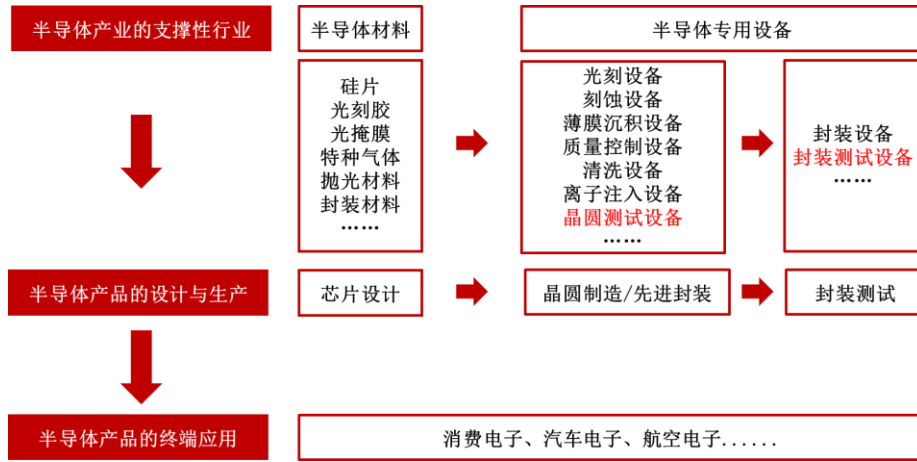 半导体产业的支撑性行业
半导体材料
半导体专用设备
硅片
光刻胶
光掩膜
特种气体
抛光材料
封装材料
……
光刻设备
刻蚀设备
薄膜沉积设备
质量控制设备
清洗设备
离子注入设备
晶圆测试设备
……
封装设备
封装测试设备
……
半导体产品的设计与生产
芯片设计
晶圆制造/先进封装
封装测试
半导体产品的终端应用
消费电子、汽车电子、航空电子......